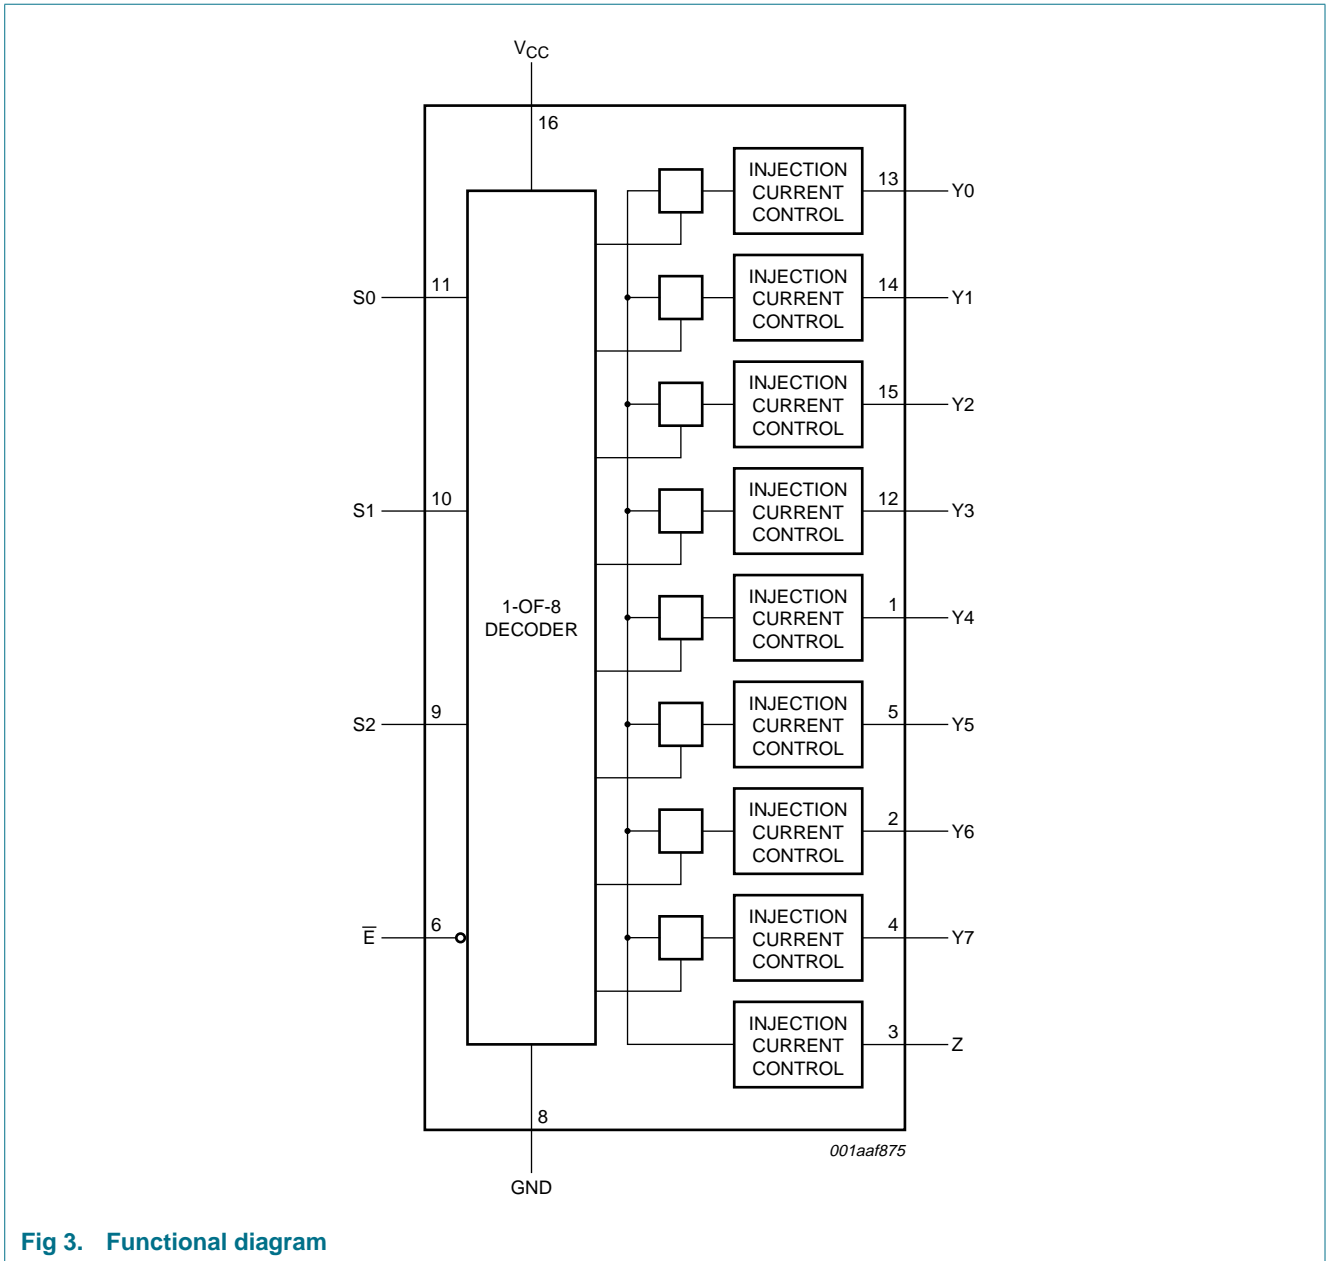 VCC
16
INJECTION
CURRENT
CONTROL
13
Y0
S0
11
INJECTION
CURRENT
CONTROL
14
Y1
INJECTION
CURRENT
CONTROL
15
Y2
S1
10
INJECTION
CURRENT
CONTROL
12
Y3
1-OF-8
DECODER
INJECTION
CURRENT
CONTROL
1
Y4
S2
9
INJECTION
CURRENT
CONTROL
5
Y5
INJECTION
CURRENT
CONTROL
2
Y6
E̅
6
INJECTION
CURRENT
CONTROL
4
Y7
INJECTION
CURRENT
CONTROL
3
Z
8
GND
001aaf875
Fig 3. Functional diagram